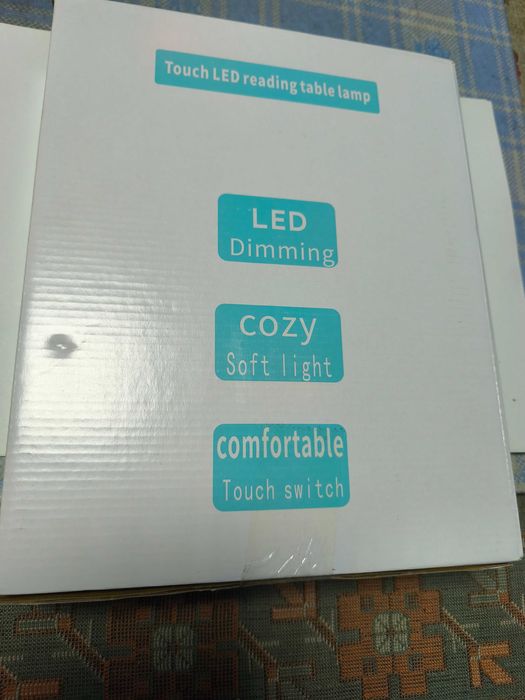 Touch LED reading table lamp
LED
Dimming
cozy
Soft light
comfortable
Touch switch